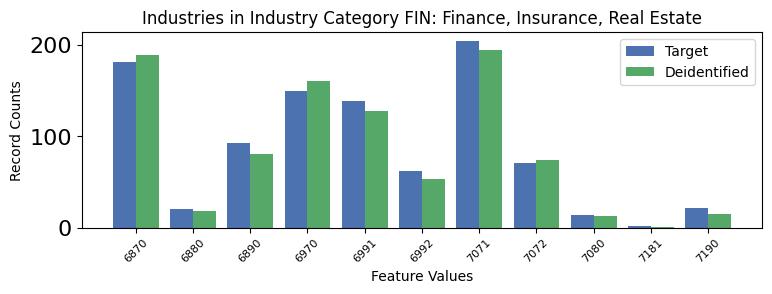 Industries in Industry Category FIN: Finance, Insurance, Real Estate
Target
Deidentified
Record Counts
200
100
0
6870 6880 6890 6970 6991 6992 7071 7072 7080 7181 7190
Feature Values